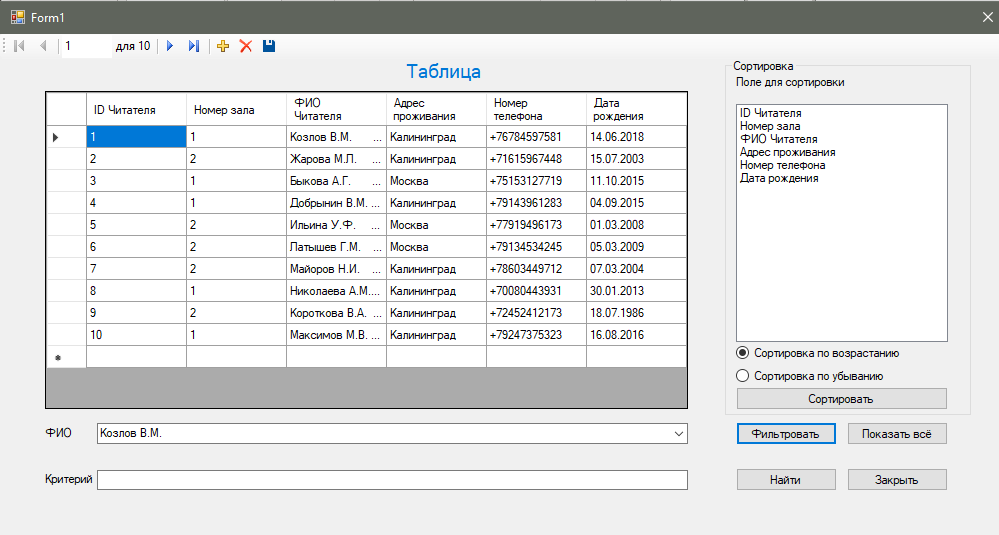 Form1
1 для 10
Таблица
ID Читателя Номер зала ФИО Читателя Адрес проживания Номер телефона Дата рождения
1 1 Козлов В.М. ... Калининград +76784597581 14.06.2018
2 2 Жарова М.Л. ... Калининград +71615967448 15.07.2003
3 1 Быкова А.Г. ... Москва +75153127719 11.10.2015
4 1 Добрынин В.М. ... Калининград +79143961283 04.09.2015
5 2 Ильина У.Ф. ... Москва +77919496173 01.03.2008
6 2 Латышев Г.М. ... Москва +79134534245 05.03.2009
7 2 Майоров Н.И. ... Калининград +78603449712 07.03.2004
8 1 Николаева А.М.... Калининград +70080443931 30.01.2013
9 2 Короткова В.А. ... Калининград +72452412173 18.07.1986
10 1 Максимов М.В. ... Калининград +79247375323 16.08.2016
ФИО Козлов В.М.
Критерий
Сортировка
Поле для сортировки
ID Читателя
Номер зала
ФИО Читателя
Адрес проживания
Номер телефона
Дата рождения
Сортировка по возрастанию
Сортировка по убыванию
Сортировать
Фильтровать Показать всё
Найти Закрыть